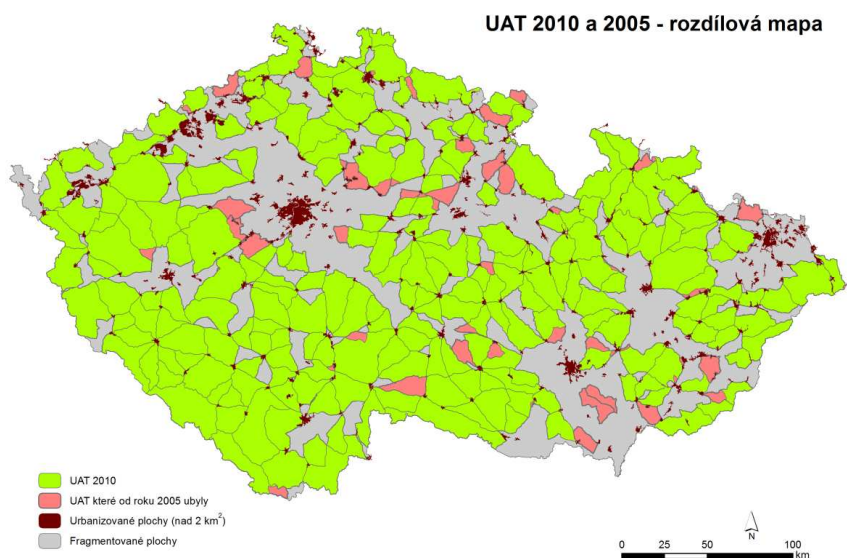 UAT 2010 a 2005 - rozdílová mapa
UAT 2010
UAT které od roku 2005 ubyly
Urbanizované plochy (nad 2 km²)
Fragmentované plochy
N
0 25 50 100
km